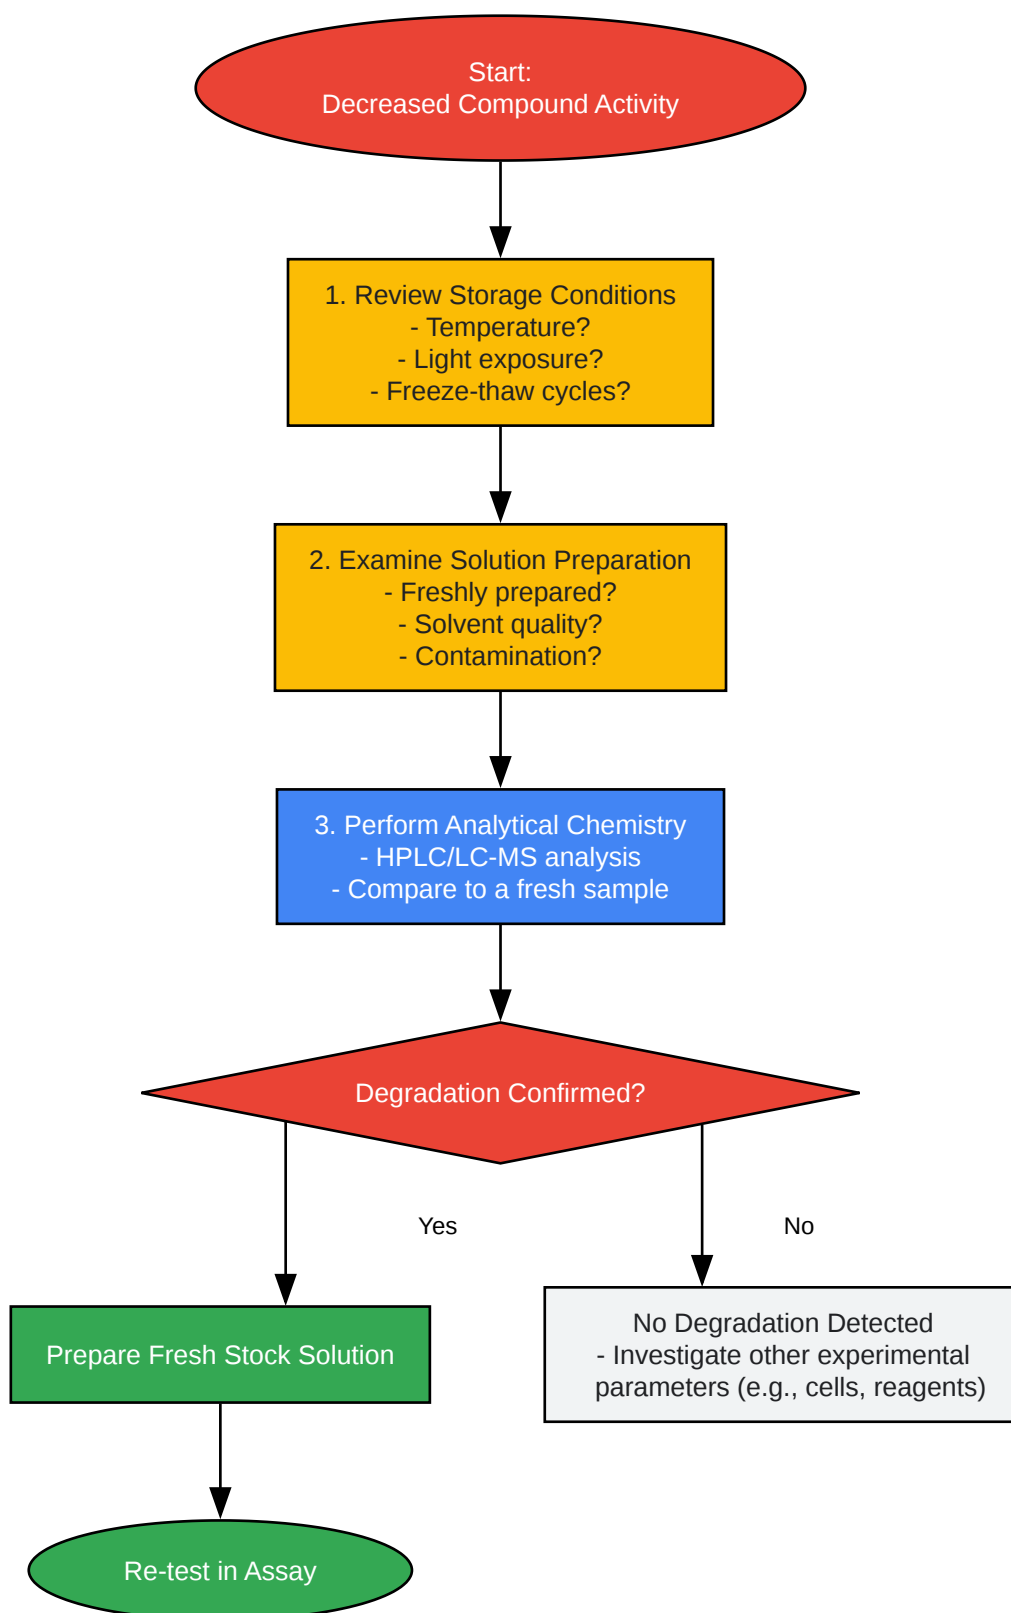 Start:
Decreased Compound Activity
1. Review Storage Conditions
- Temperature?
- Light exposure?
- Freeze-thaw cycles?
2. Examine Solution Preparation
- Freshly prepared?
- Solvent quality?
- Contamination?
3. Perform Analytical Chemistry
- HPLC/LC-MS analysis
- Compare to a fresh sample
Degradation Confirmed?
Yes
No
Prepare Fresh Stock Solution
No Degradation Detected
- Investigate other experimental
parameters (e.g., cells, reagents)
Re-test in Assay